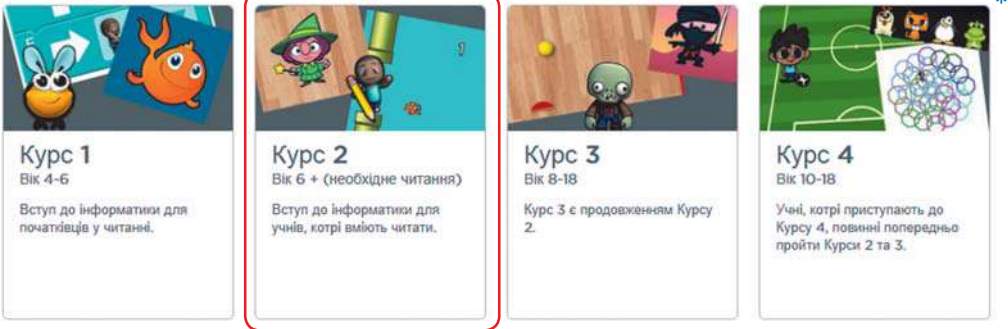 *
1
Курс 1
Вік 4-6
Вступ до інформатики для
початківців у читанні.
Курс 2
Вік 6 + (необхідне читання)
Вступ до інформатики для
учнів, котрі вміють читати.
Курс 3
Вік 8-18
Курс 3 є продовженням Курсу
2.
Курс 4
Вік 10-18
Учні, котрі приступають до
Курсу 4, повинні попередньо
пройти Курси 2 та 3.